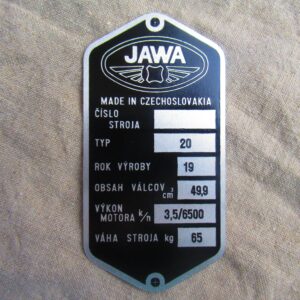 JAWA
MADE IN CZECHOSLOVAKIA
ČÍSLO
STROJA
TYP 20
ROK VÝROBY 19
OBSAH VÁLCOV cm³ 49,9
VÝKON
MOTORA k/n 3,5/6500
VÁHA STROJA kg 65